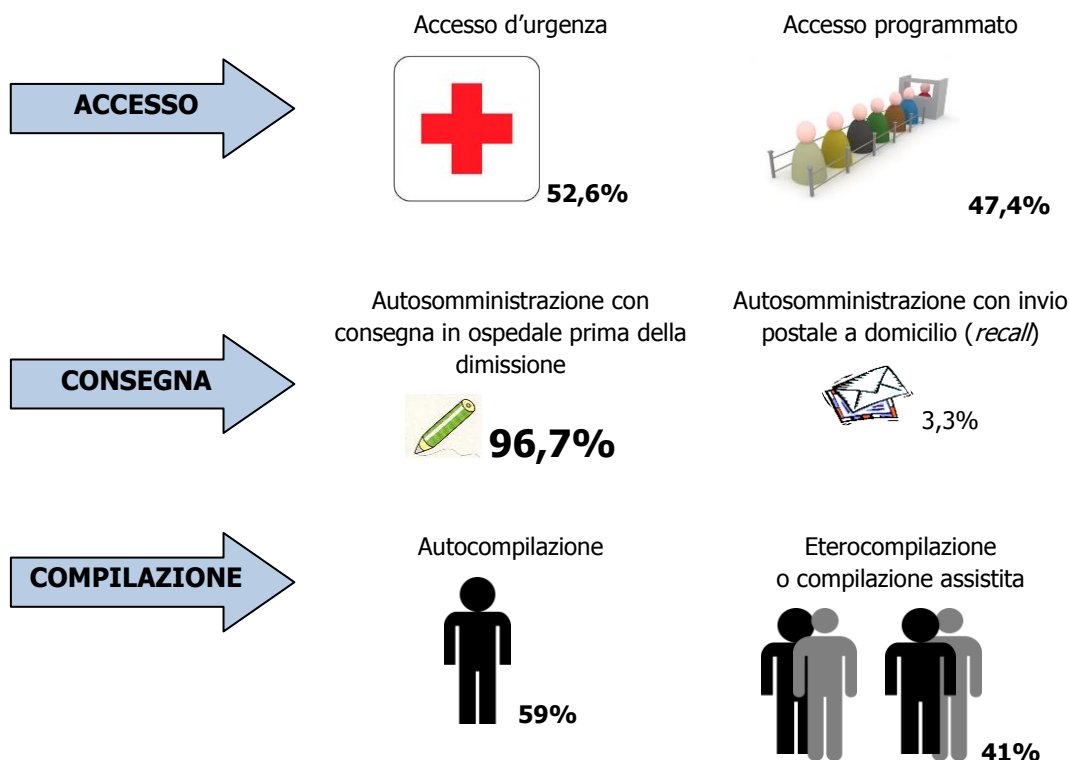 Accesso d’urgenza
Accesso programmato
ACCESSO
52,6%
47,4%
Autosomministrazione con
consegna in ospedale prima della
dimissione
Autosomministrazione con invio
postale a domicilio (recall)
CONSEGNA
96,7%
3,3%
Autocompilazione
Eterocompilazione
o compilazione assistita
COMPILAZIONE
59%
41%